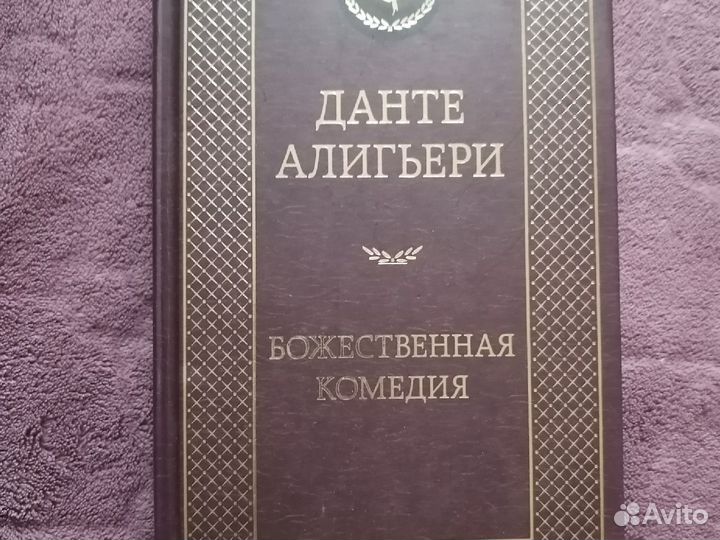 ДАНТЕ
АЛИГЬЕРИ
БОЖЕСТВЕННАЯ
КОМЕДИЯ
Avito